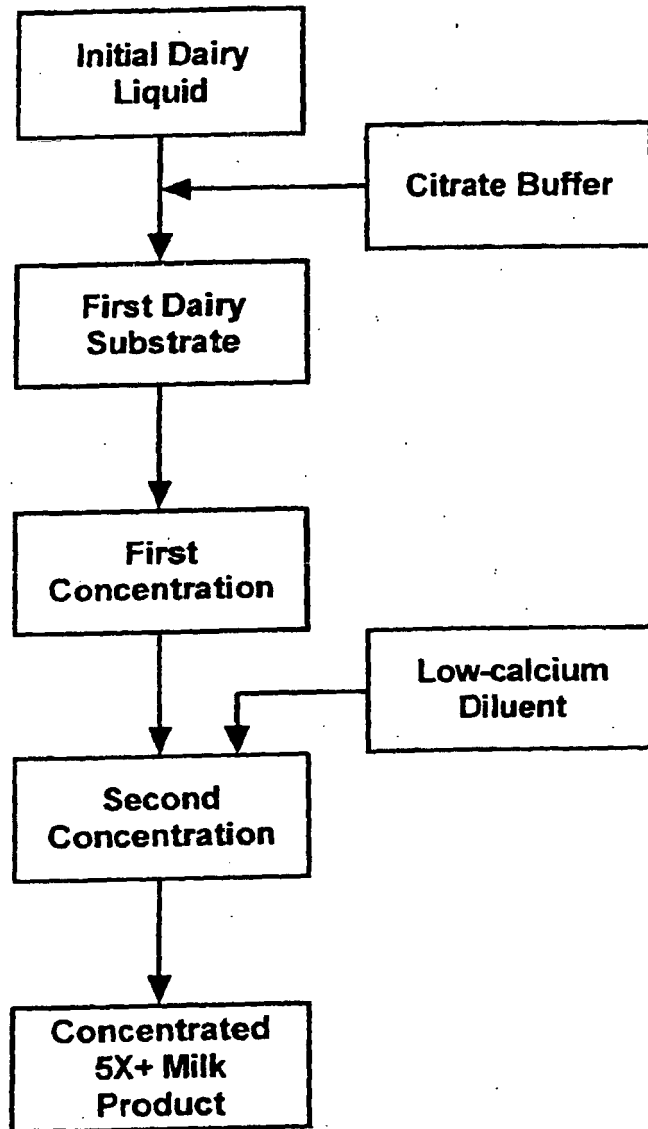 Initial Dairy
Liquid
Citrate Buffer
First Dairy
Substrate
First
Concentration
Low-calcium
Diluent
Second
Concentration
Concentrated
5X+ Milk
Product